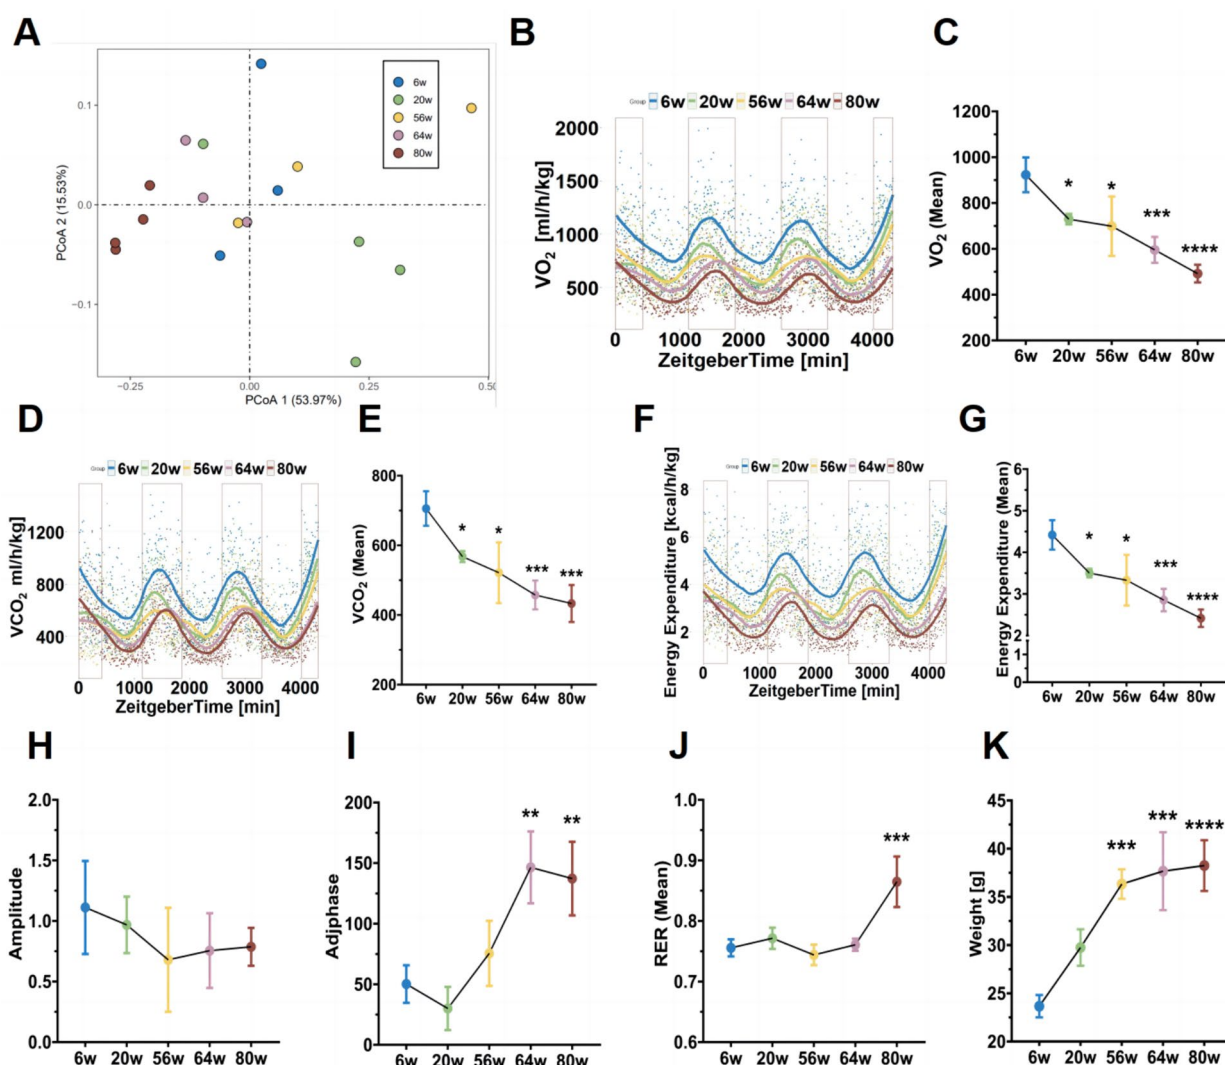 A
0.1
0.0
−0.1
PCoA 2 (15.53%)
6w
20w
56w
64w
80w
−0.25
0.00
0.25
0.50
PCoA 1 (53.97%)
B
Group 6w 20w 56w 64w 80w
2000
1500
1000
500
VO2 [ml/h/kg]
0 1000 2000 3000 4000
ZeitgeberTime [min]
C
1200
1000
800
600
400
200
VO2 (Mean)
*
*
***
****
6w 20w 56w 64w 80w
D
Group 6w 20w 56w 64w 80w
1200
800
400
VCO2 ml/h/kg]
0 1000 2000 3000 4000
ZeitgeberTime [min]
E
800
600
400
200
VCO2 (Mean)
*
*
***
***
6w 20w 56w 64w 80w
F
Group 6w 20w 56w 64w 80w
8
6
4
2
Energy Expenditure [kcal/h/kg]
0 1000 2000 3000 4000
ZeitgeberTime [min]
G
6
5
4
3
2
1
0
Energy Expenditure (Mean)
*
*
***
****
6w 20w 56w 64w 80w
H
2.0
1.5
1.0
0.5
0.0
Amplitude
6w 20w 56w 64w 80w
I
200
150
100
50
0
Adjphase
**
**
6w 20w 56w 64w 80w
J
1.0
0.9
0.8
0.7
0.6
RER (Mean)
***
6w 20w 56w 64w 80w
K
45
40
35
30
25
20
Weight [g]
***
***
****
6w 20w 56w 64w 80w